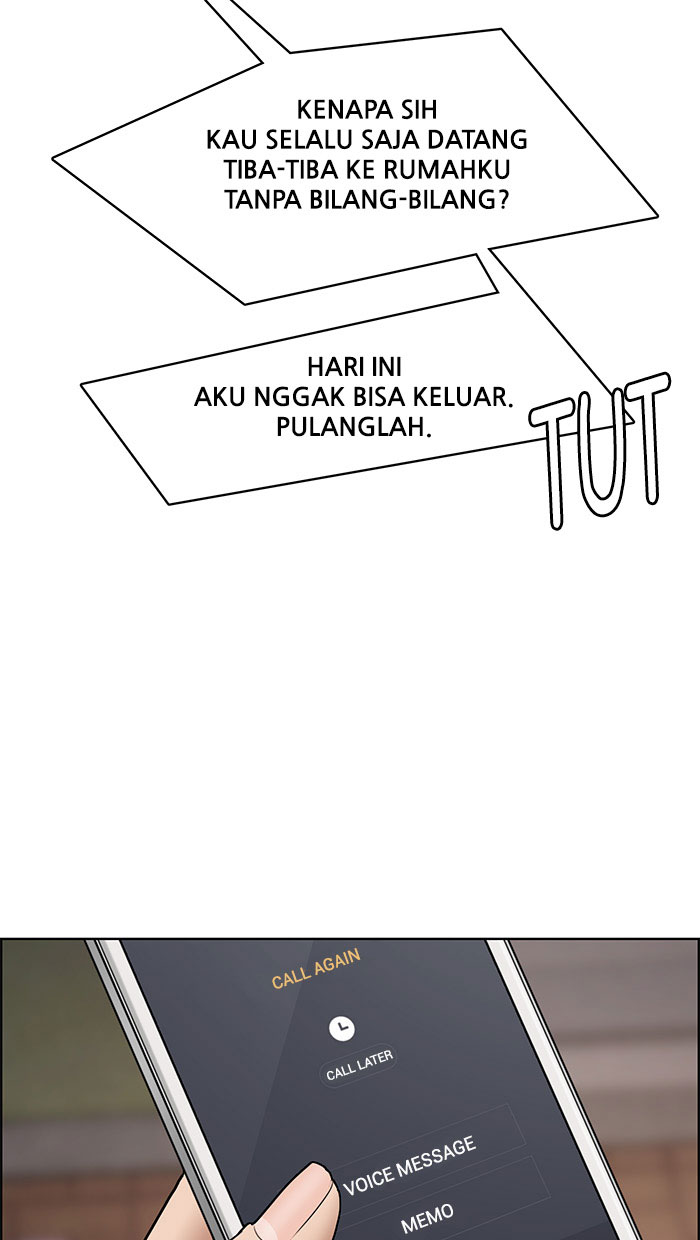 KENAPA SIH
KAU SELALU SAJA DATANG
TIBA-TIBA KE RUMAHKU
TANPA BILANG-BILANG?
HARI INI
AKU NGGAK BISA KELUAR.
PULANGLAH.
TUT
CALL AGAIN
CALL LATER
VOICE MESSAGE
MEMO